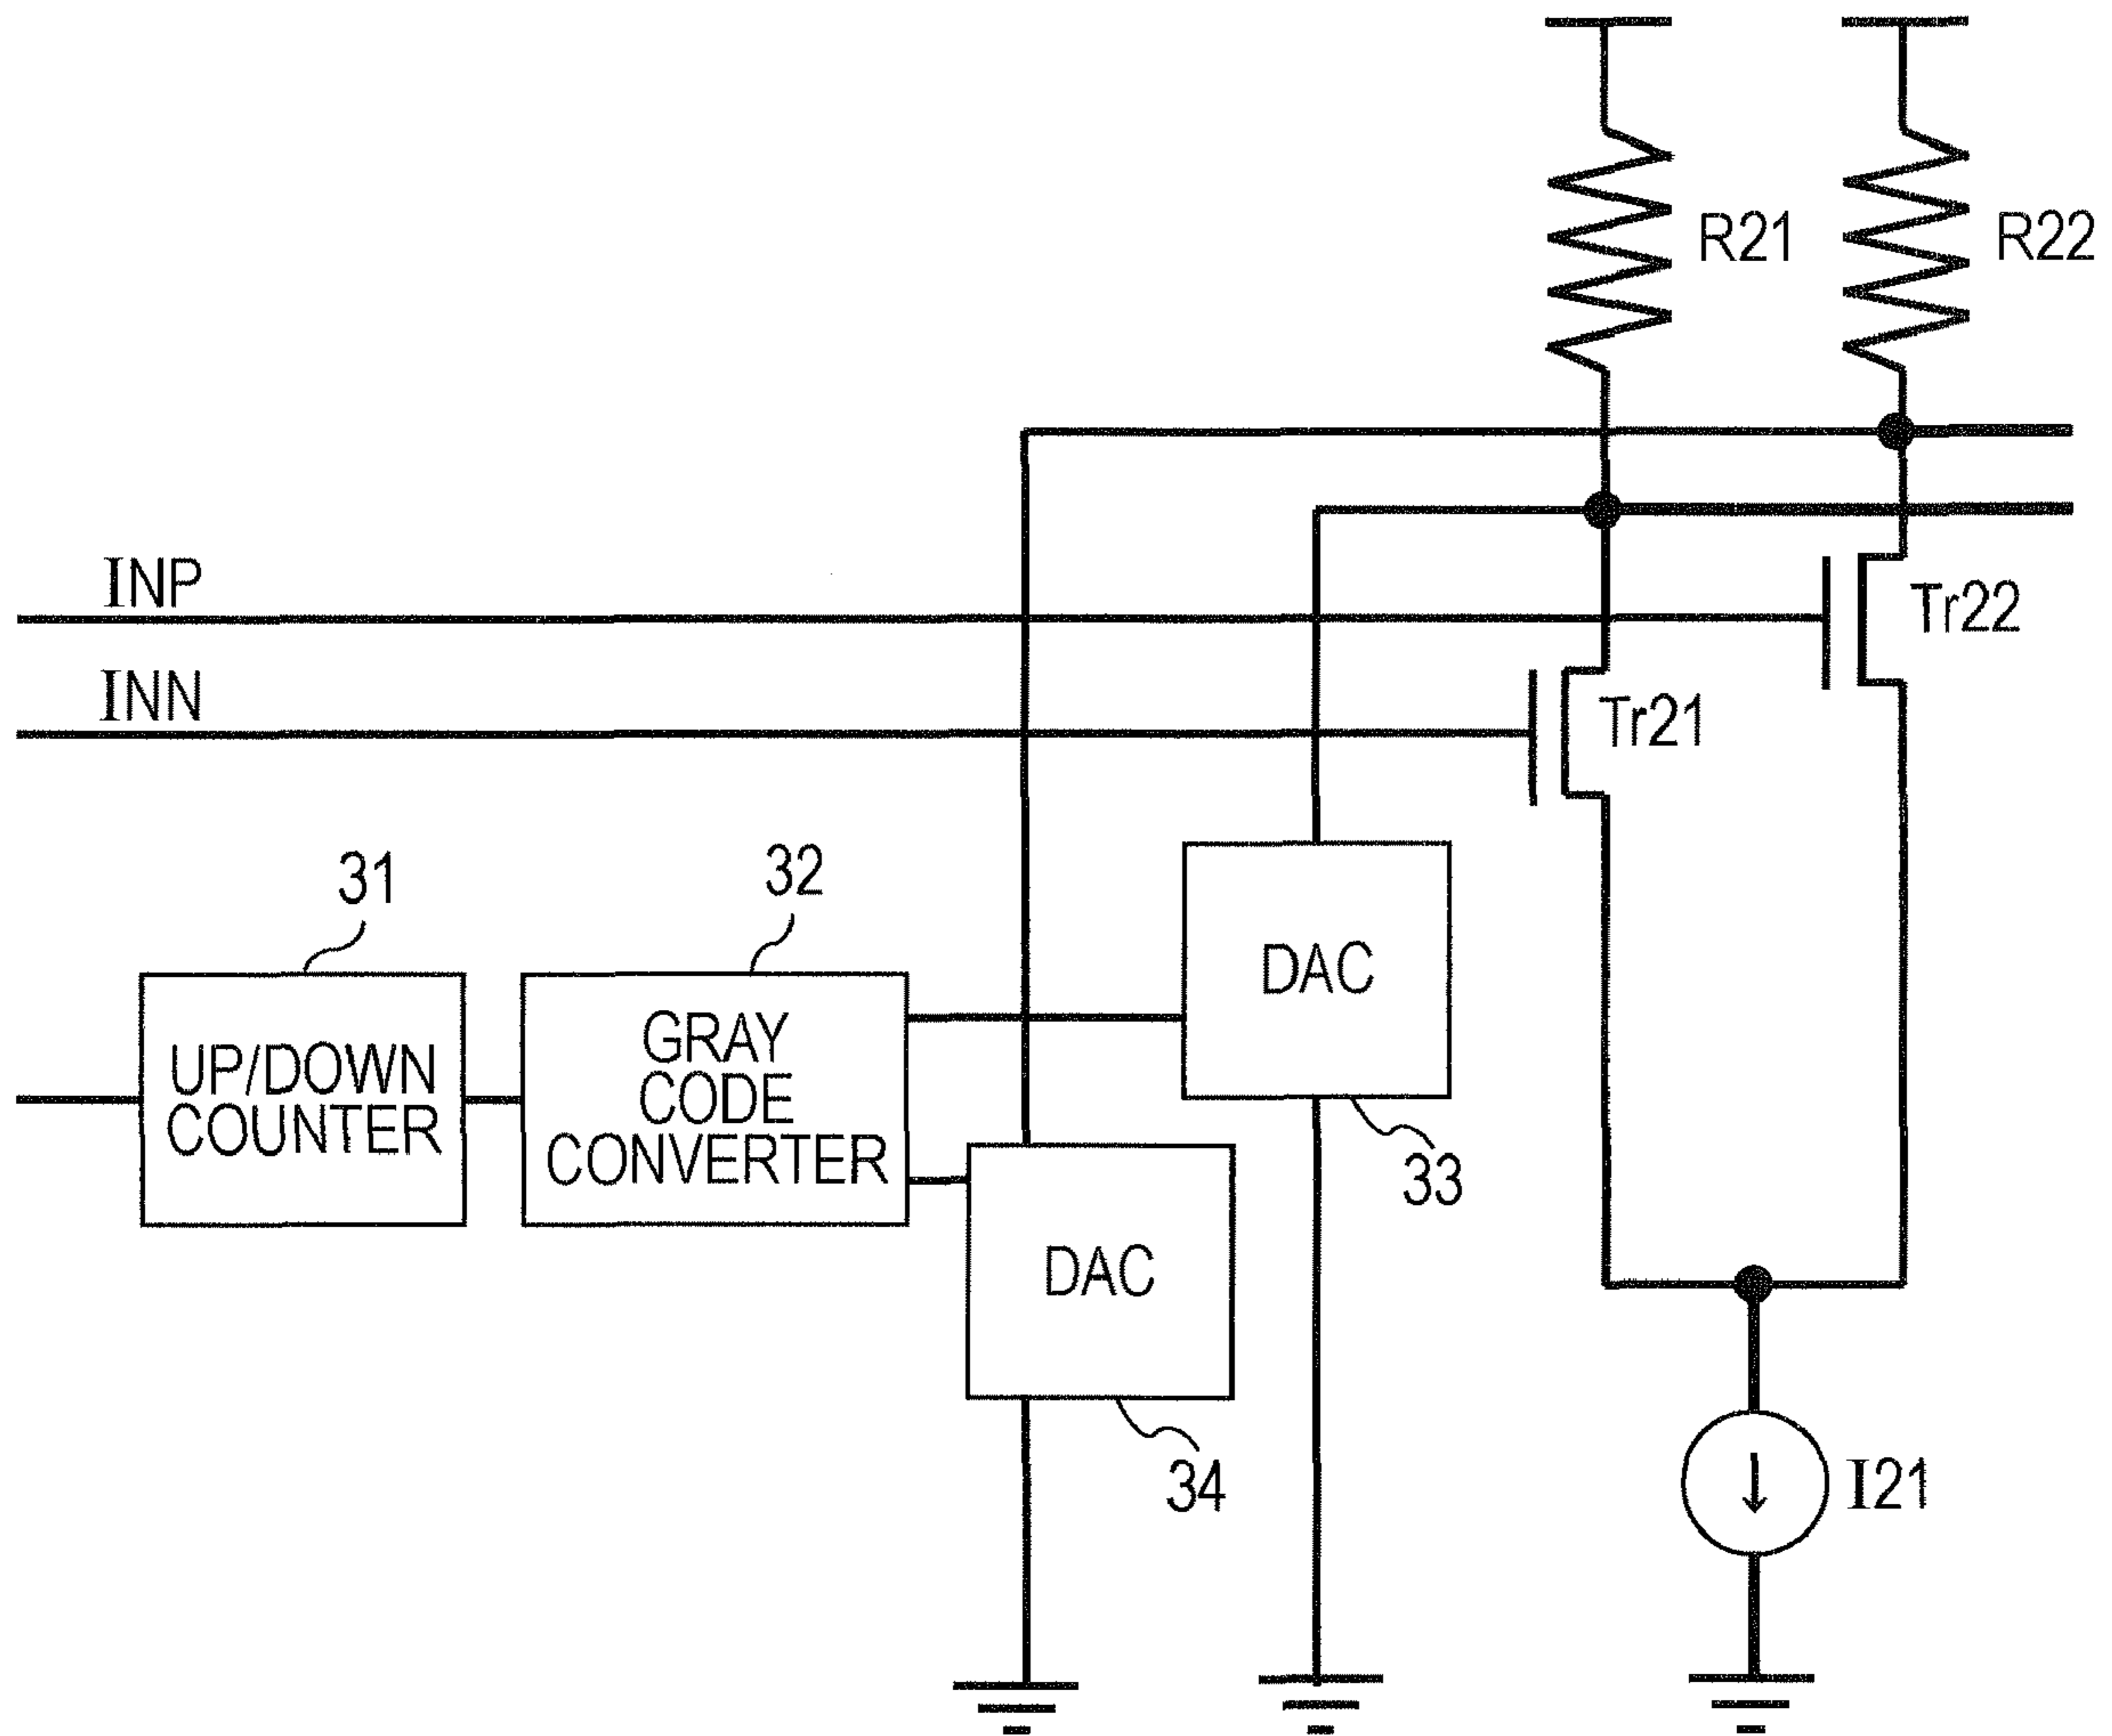 R21
R22
INP
Tr22
INN
Tr21
31
32
UP/DOWN
COUNTER
GRAY
CODE
CONVERTER
DAC
33
DAC
34
I21